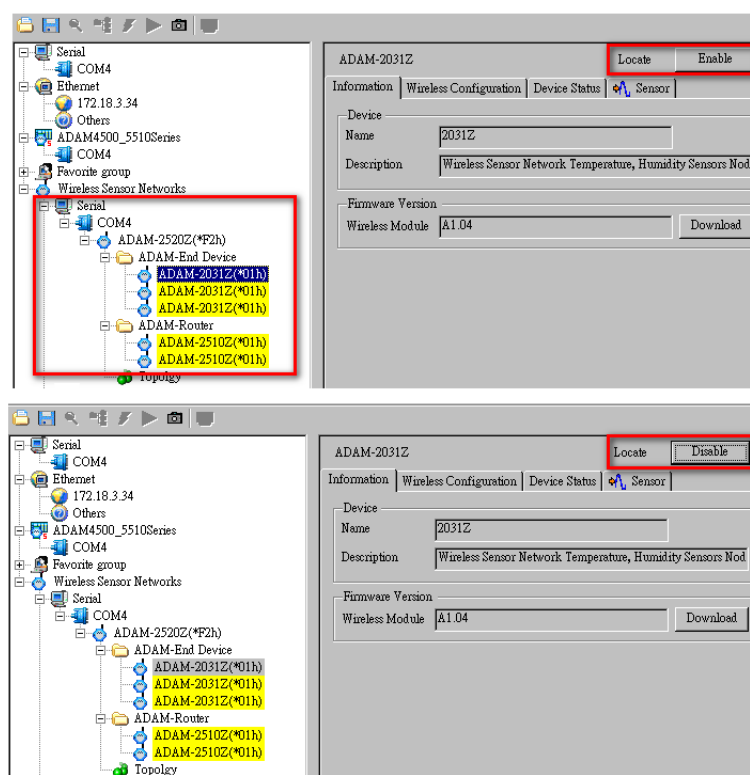 Serial
COM4
Ethernet
172.18.3.34
Others
ADAM4500_5510Series
COM4
Favorite group
Wireless Sensor Networks
Serial
COM4
ADAM-2520Z(*F2h)
ADAM-End Device
ADAM-2031Z(*01h)
ADAM-2031Z(*01h)
ADAM-2031Z(*01h)
ADAM-Router
ADAM-2510Z(*01h)
ADAM-2510Z(*01h)
Topolgy
ADAM-2031Z Locate Enable
Information Wireless Configuration Device Status Sensor
Device
Name 2031Z
Description Wireless Sensor Network Temperature, Humidity Sensors Nod
Firmware Version
Wireless Module A1.04 Download
Serial
COM4
Ethernet
172.18.3.34
Others
ADAM4500_5510Series
COM4
Favorite group
Wireless Sensor Networks
Serial
COM4
ADAM-2520Z(*F2h)
ADAM-End Device
ADAM-2031Z(*01h)
ADAM-2031Z(*01h)
ADAM-2031Z(*01h)
ADAM-Router
ADAM-2510Z(*01h)
ADAM-2510Z(*01h)
Topolgy
ADAM-2031Z Locate Disable
Information Wireless Configuration Device Status Sensor
Device
Name 2031Z
Description Wireless Sensor Network Temperature, Humidity Sensors Nod
Firmware Version
Wireless Module A1.04 Download